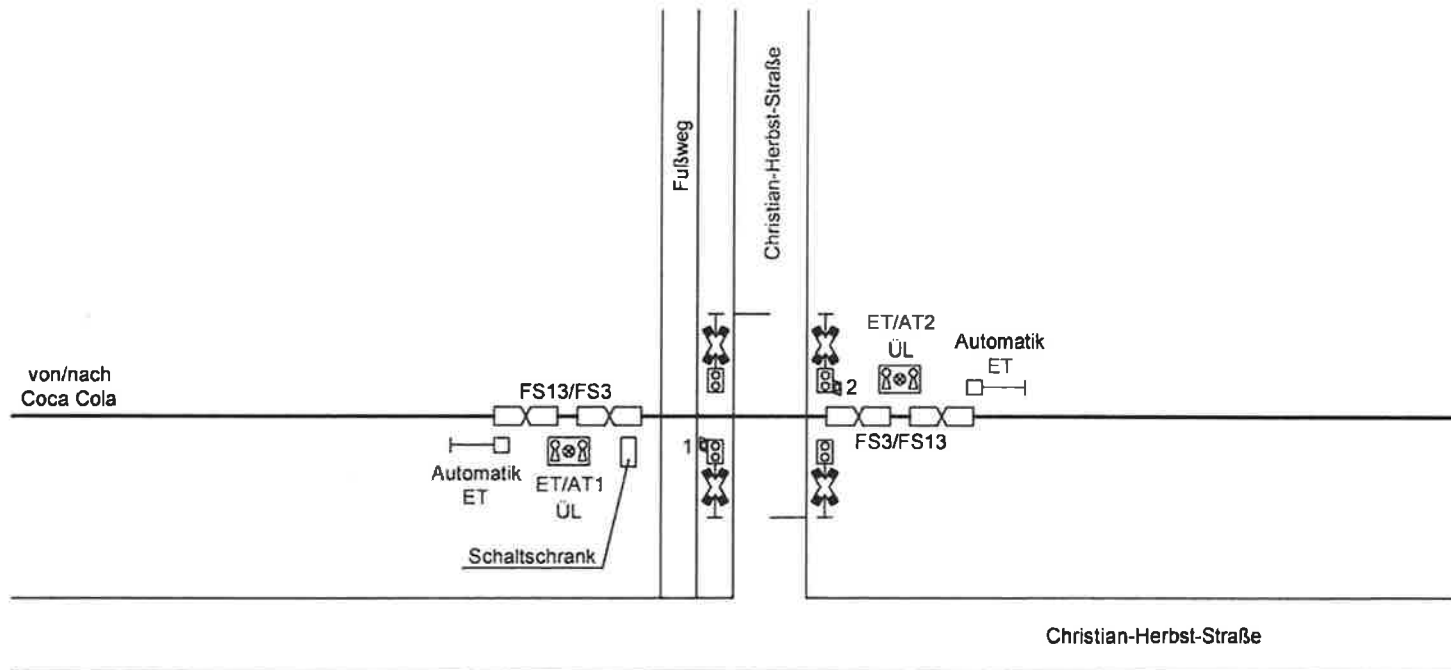 Fußweg
Christian-Herbst-Straße
von/nach
Coca Cola
FS13/FS3
ET/AT2
ÜL
Automatik
ET
2
FS3/FS13
1
Automatik
ET
ET/AT1
ÜL
Schaltschrank
Christian-Herbst-Straße